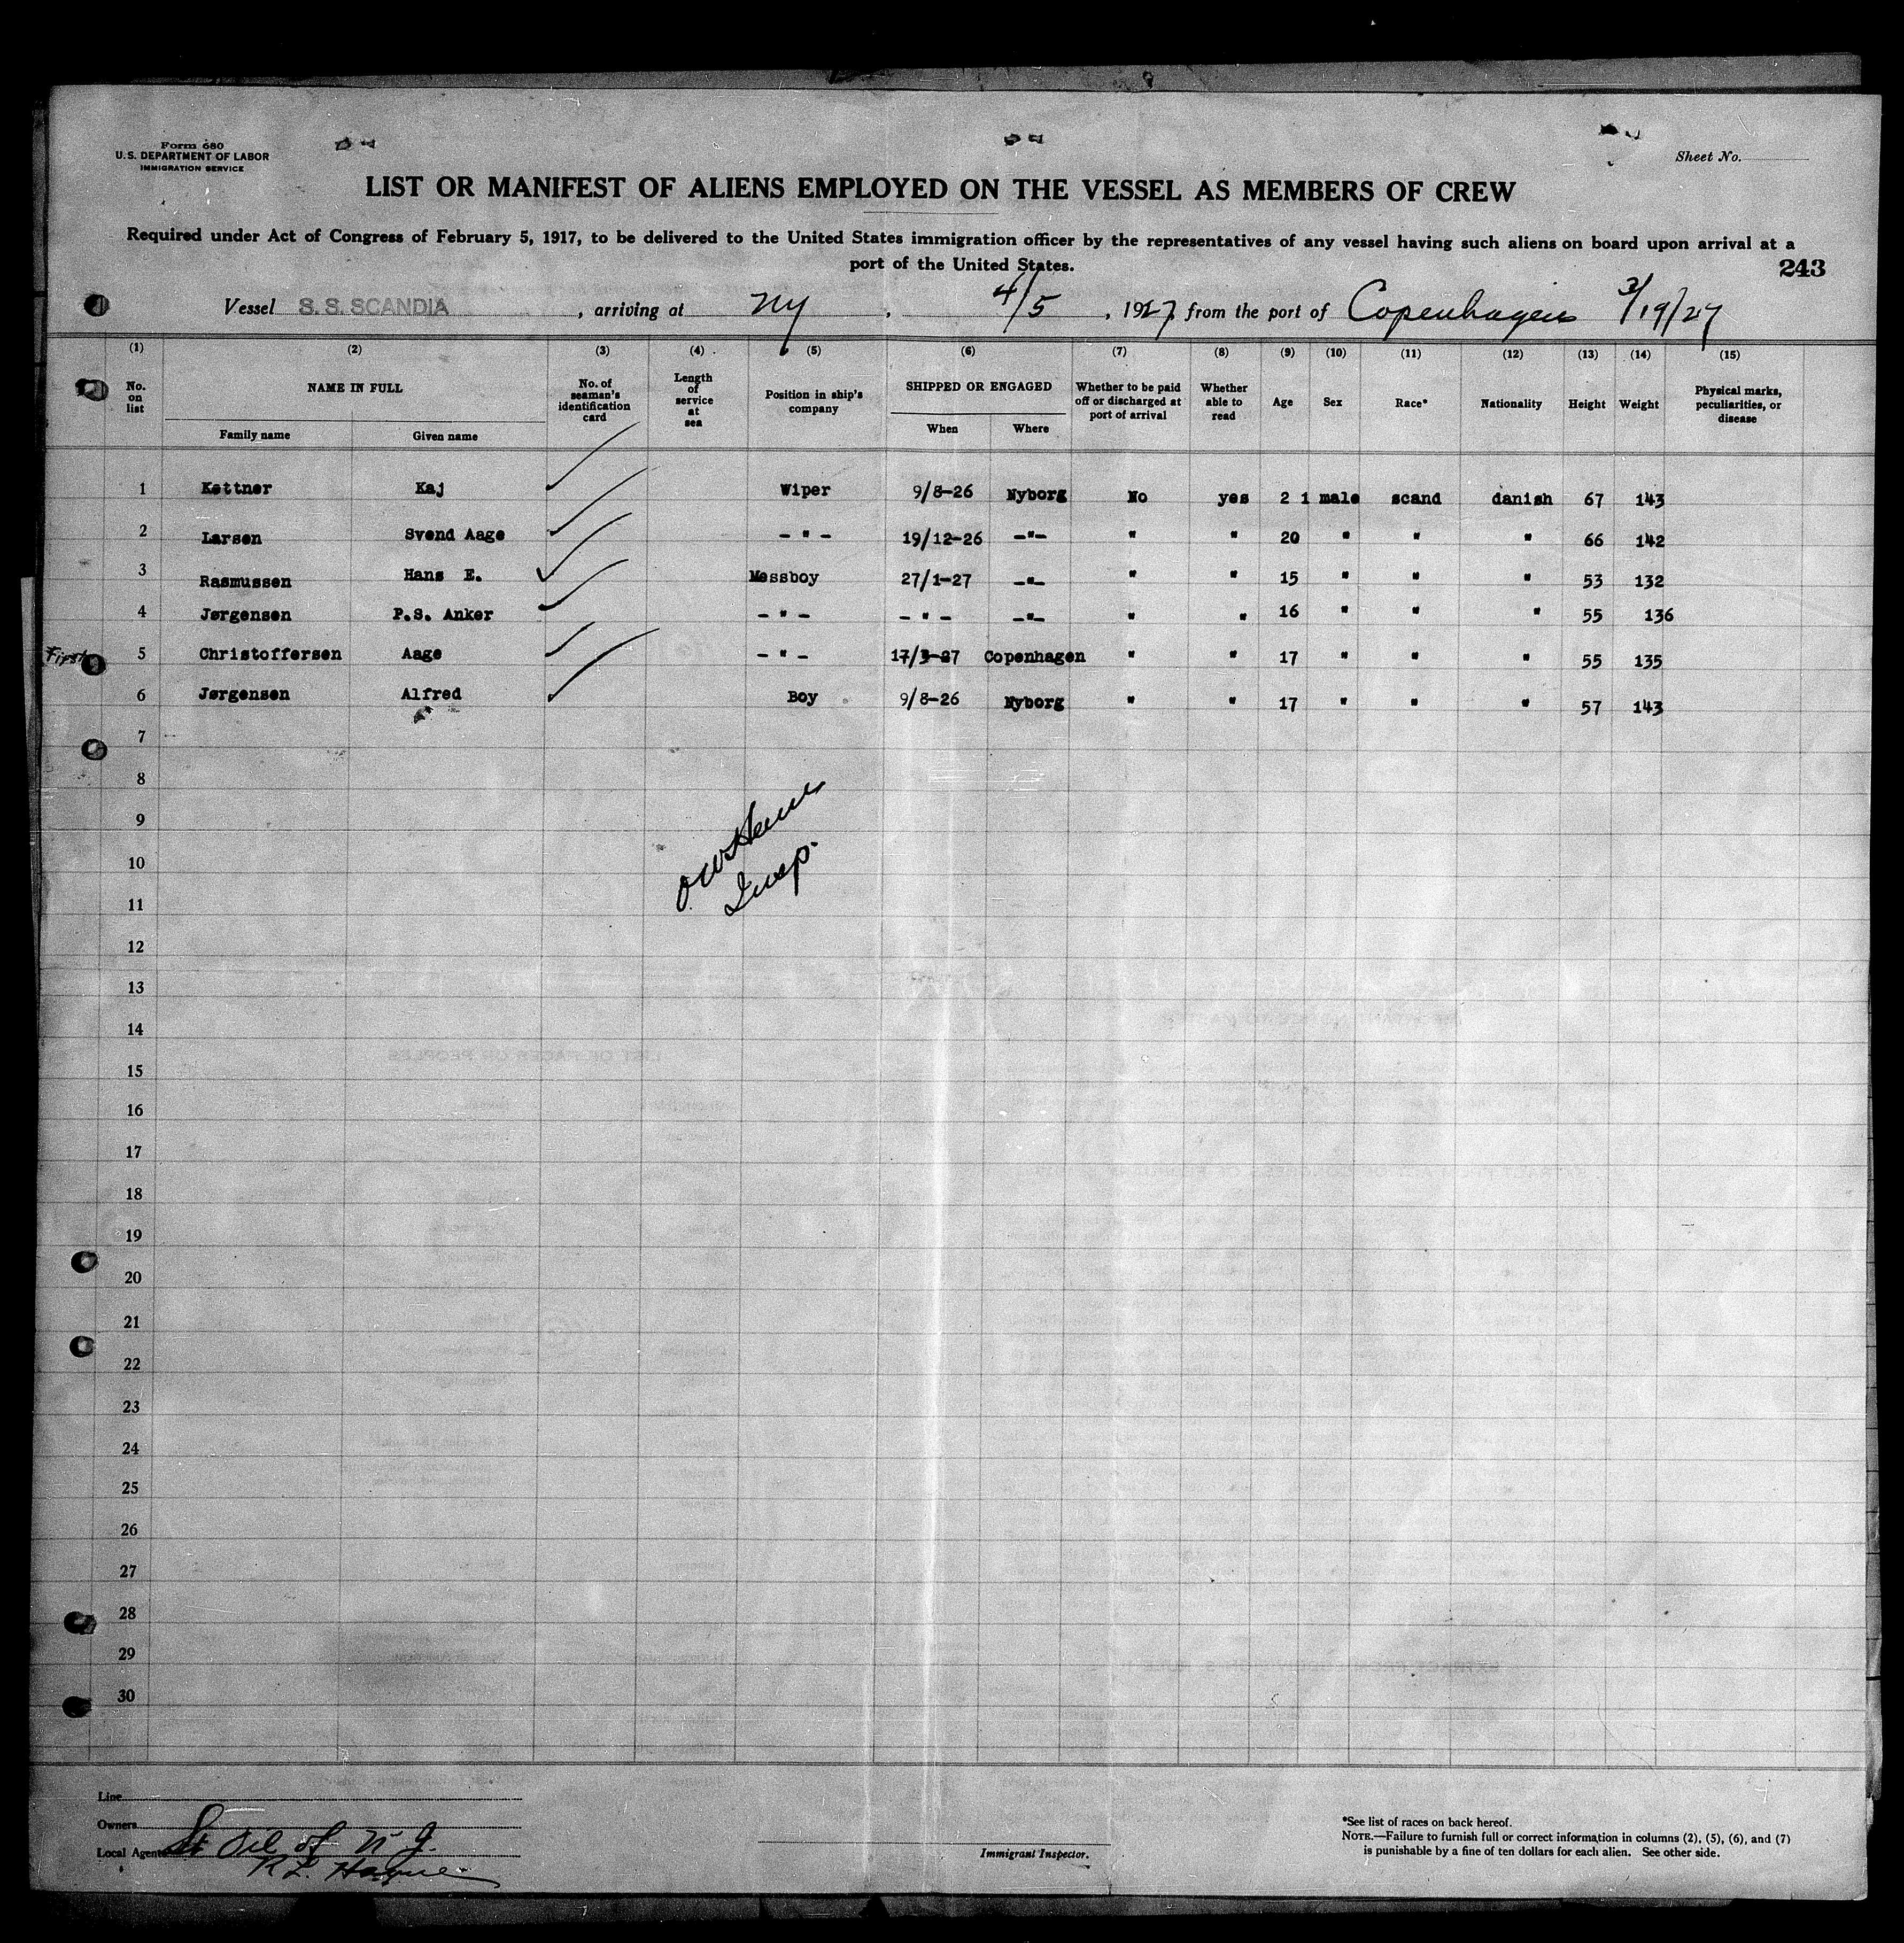 Form 680
U.S. DEPARTMENT OF LABOR
IMMIGRATION SERVICE
Sheet No.
LIST OR MANIFEST OF ALIENS EMPLOYED ON THE VESSEL AS MEMBERS OF CREW
Required under Act of Congress of February 5, 1917, to be delivered to the United States immigration officer by the representatives of any vessel having such aliens on board upon arrival at a
port of the United States.
243
Vessel S. S. SCANDIA, arriving at NY, 4/5, 1927, from the port of Copenhagen 3/19/27
(1) (2) (3) (4) (5) (6) (7) (8) (9) (10) (11) (12) (13) (14) (15)
No. on list NAME IN FULL No. of seaman's identification card Length of service at sea Position in ship's company SHIPPED OR ENGAGED Whether to be paid off or discharged at port of arrival Whether able to read Age Sex Race* Nationality Height Weight Physical marks, peculiarities, or disease
Family name Given name When Where
1 Kettner Kaj Wiper 9/8-26 Nyborg No yes 2 1 male scand danish 67 143
2 Larsen Svend Aage - " - 19/12-26 -"- " " 20 " " " 66 142
3 Rasmussen Hans E. Messboy 27/1-27 -"- " " 15 " " " 53 132
4 Jørgensen P.S. Anker - " - - " - -"- " " 16 " " " 55 136
First 5 Christoffersen Aage - " - 17/3-27 Copenhagen " " 17 " " " 55 135
6 Jørgensen Alfred Boy 9/8-26 Nyborg " " 17 " " " 57 143
7
8
9
10
11
12
13
14
15
16
17
18
19
20
21
22
23
24
25
26
27
28
29
30
Insp.
Line
Owners
Local Agents St Oil of N J.
R L
Immigrant Inspector.
*See list of races on back hereof.
NOTE.—Failure to furnish full or correct information in columns (2), (5), (6), and (7)
is punishable by a fine of ten dollars for each alien. See other side.